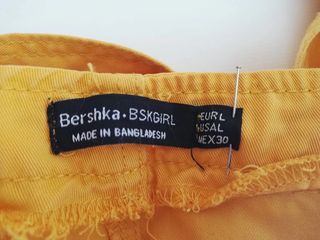 Bershka • BSKGIRL
MADE IN BANGLADESH
EUR L
USA L
MEX 30